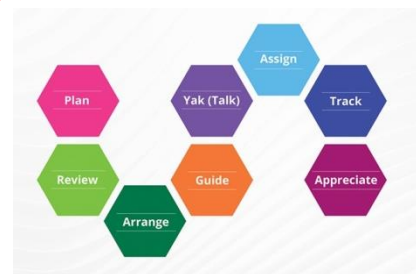 Plan
Review
Arrange
Guide
Yak (Talk)
Assign
Track
Appreciate